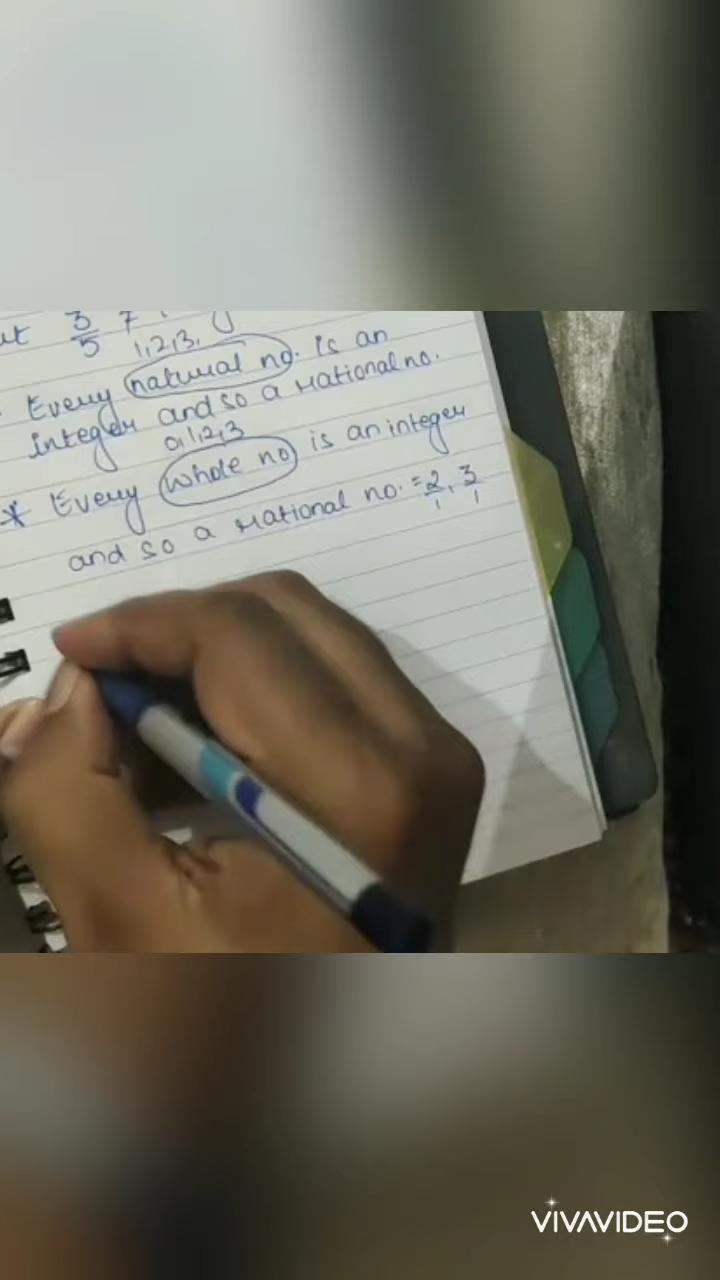 ut 3/5 7
1,2,3,
Every natural no. is an
integer and so a rational no.
0,1,2,3
* Every whole no is an integer
and so a rational no. = 2/1, 3/1
VIVAVIDEO